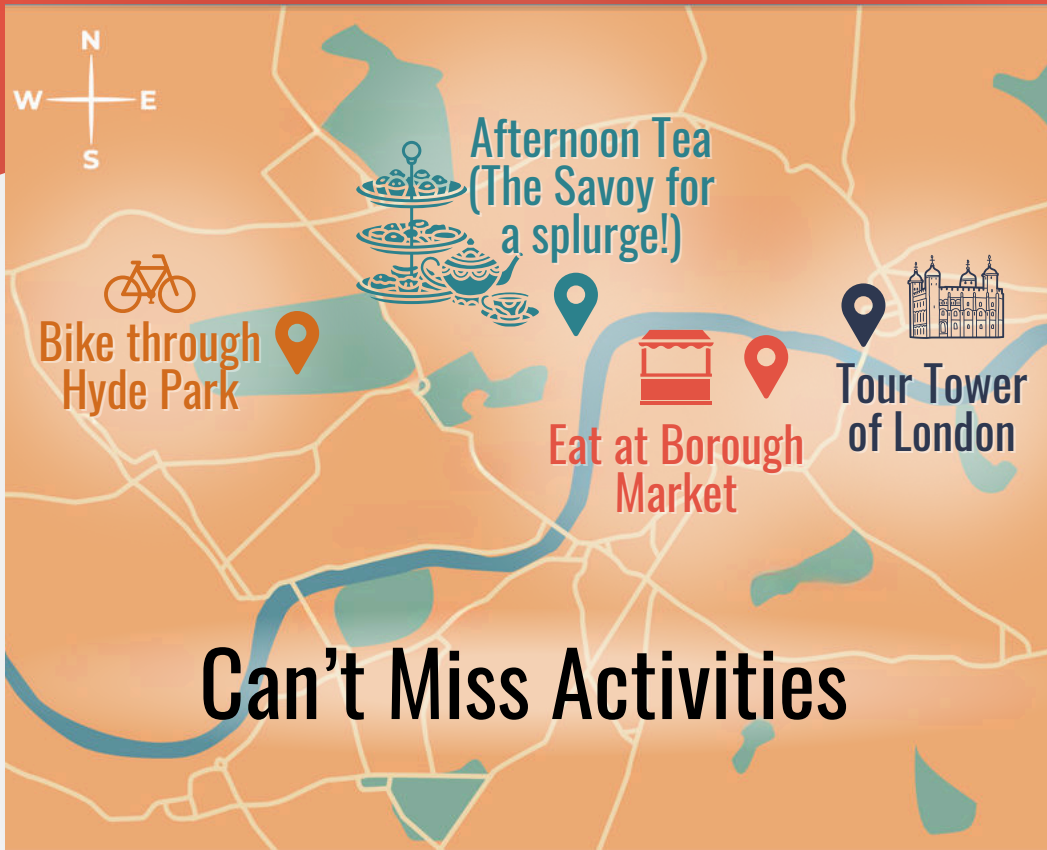 N
W E
S
Afternoon Tea
(The Savoy for
a splurge!)
Bike through
Hyde Park
Tour Tower
of London
Eat at Borough
Market
Can’t Miss Activities